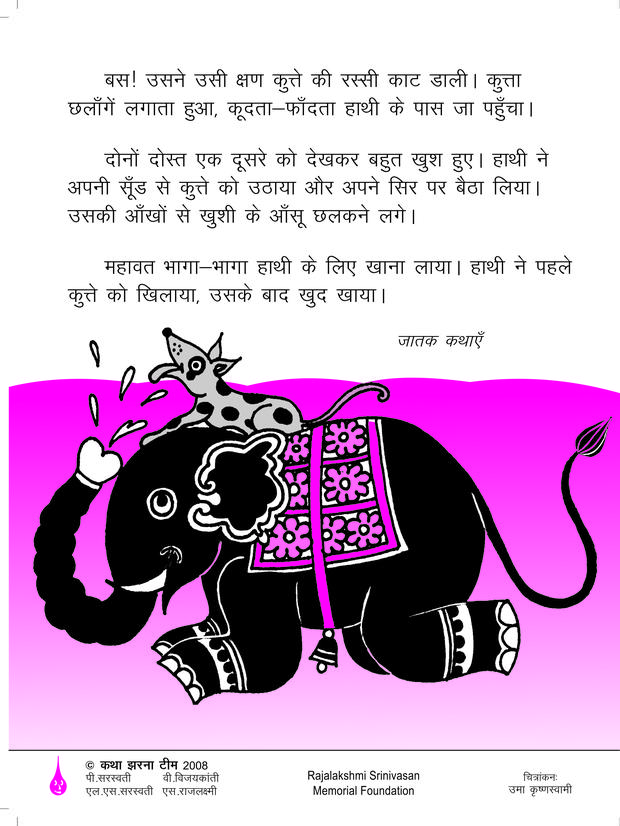 बस! उसने उसी क्षण कुत्ते की रस्सी काट डाली। कुत्ता
छलाँगें लगाता हुआ, कूदता–फाँदता हाथी के पास जा पहुँचा।
दोनों दोस्त एक दूसरे को देखकर बहुत खुश हुए। हाथी ने
अपनी सूँड से कुत्ते को उठाया और अपने सिर पर बैठा लिया।
उसकी आँखों से खुशी के आँसू छलकने लगे।
महावत भागा–भागा हाथी के लिए खाना लाया। हाथी ने पहले
कुत्ते को खिलाया, उसके बाद खुद खाया।
जातक कथाएँ
© कथा झरना टीम 2008
पी.सरस्वती वी.विजयकांती
एल.एस.सरस्वती एस.राजलक्ष्मी
Rajalakshmi Srinivasan
Memorial Foundation
चित्रांकनः
उमा कृष्णस्वामी